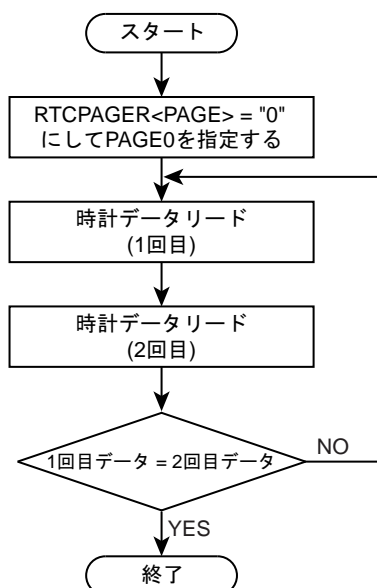 スタート
RTCPAGER<PAGE> = "0"
にしてPAGE0を指定する
時計データリード
(1回目)
時計データリード
(2回目)
1回目データ = 2回目データ
NO
YES
終了